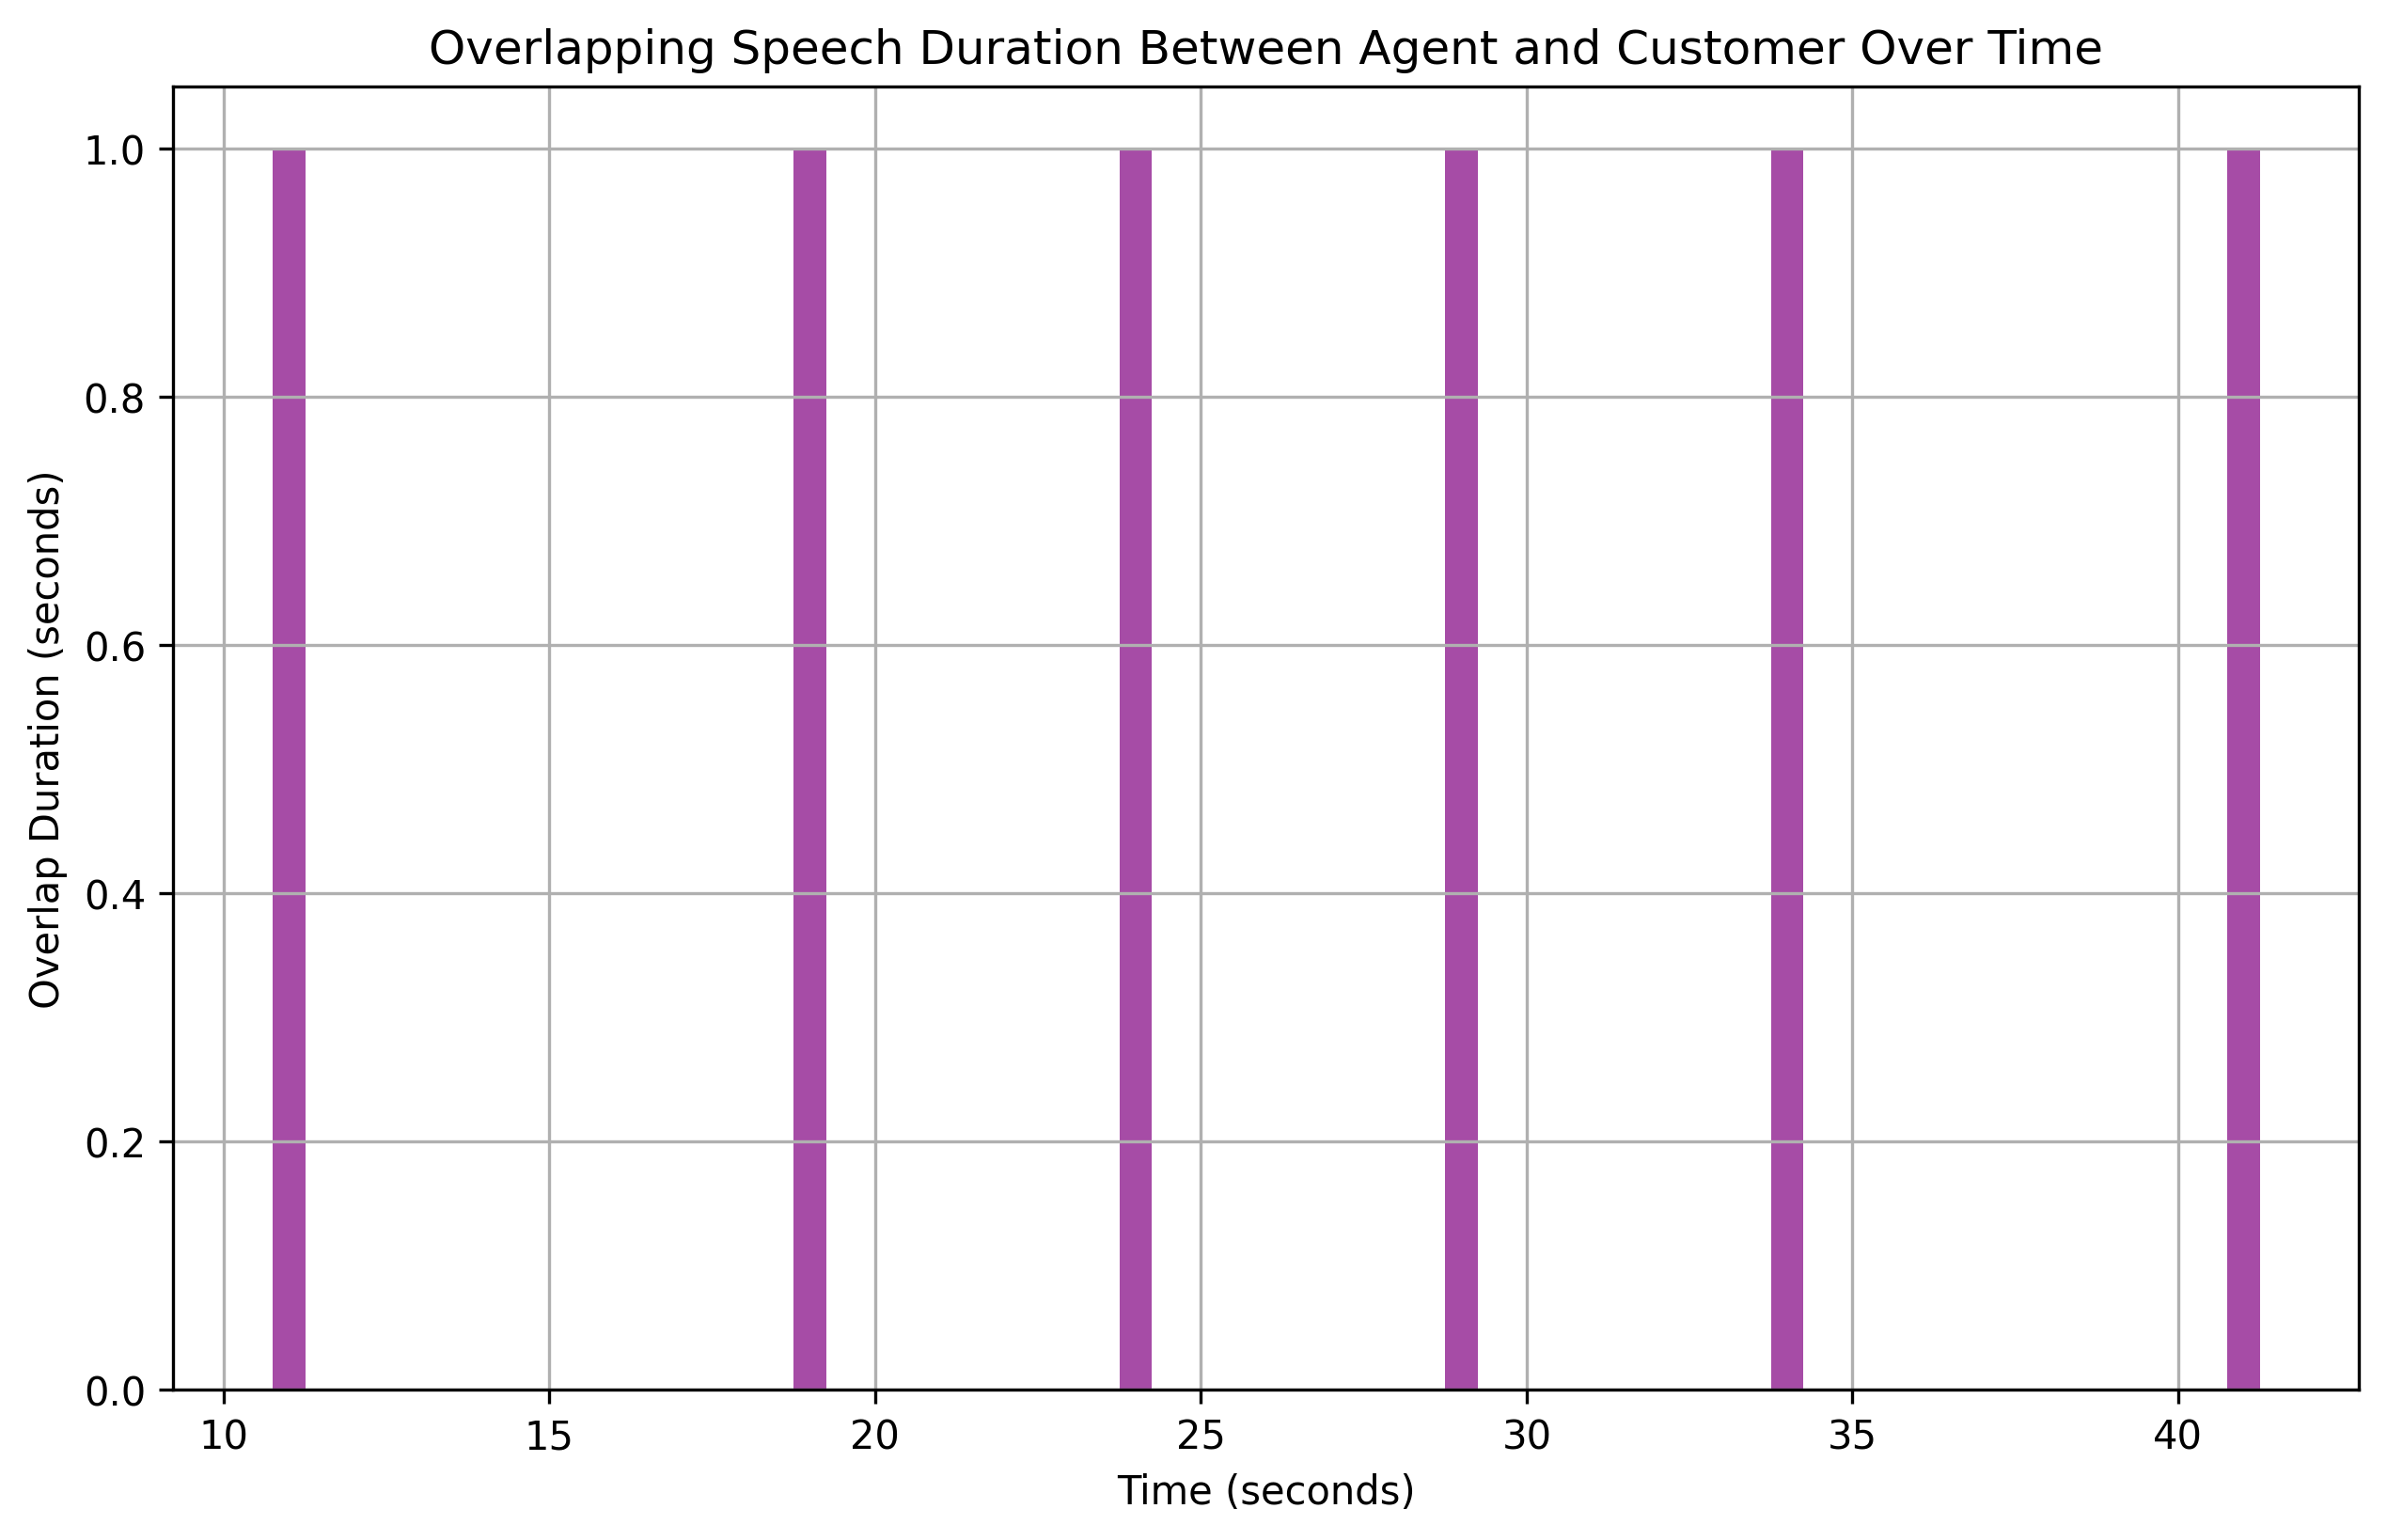 Overlapping Speech Duration Between Agent and Customer Over Time
Overlap Duration (seconds)
1.0
0.8
0.6
0.4
0.2
0.0
10 15 20 25 30 35 40
Time (seconds)